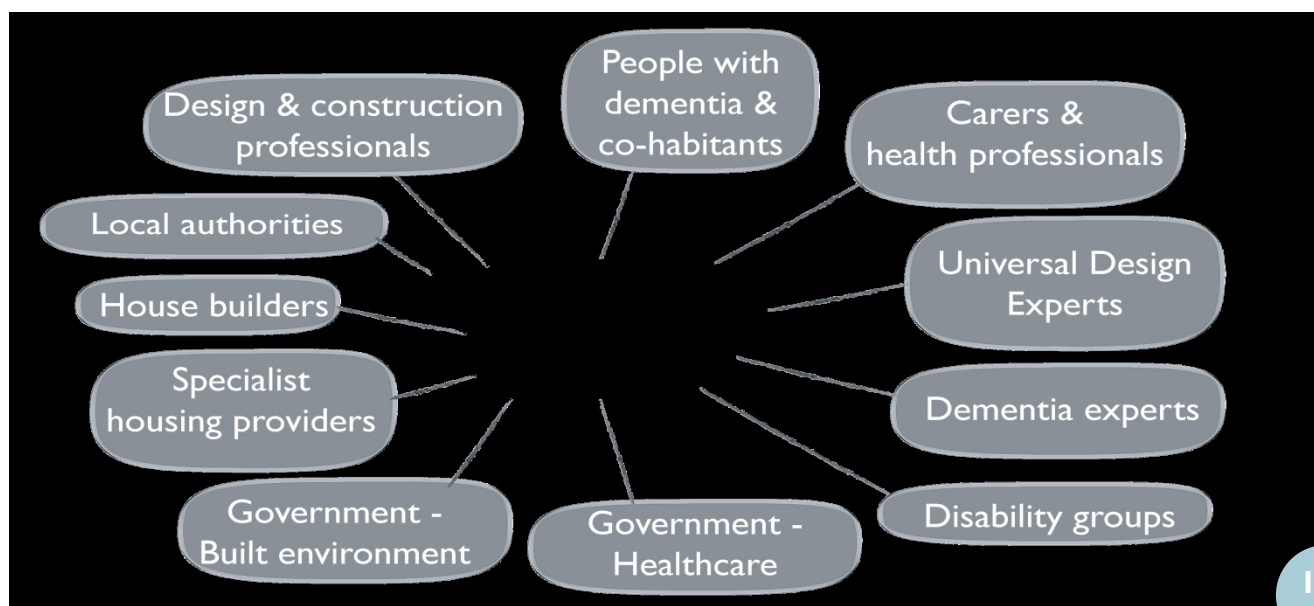 People with
dementia &
co-habitants
Design & construction
professionals
Carers &
health professionals
Local authorities
Universal Design
Experts
House builders
Specialist
housing providers
Dementia experts
Government -
Built environment
Government -
Healthcare
Disability groups